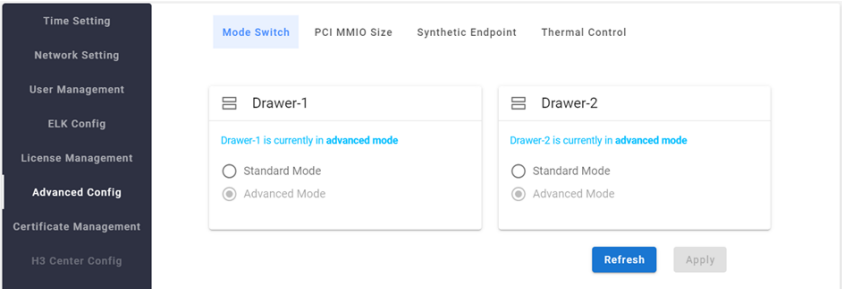 Time Setting
Network Setting
User Management
ELK Config
License Management
Advanced Config
Certificate Management
H3 Center Config
Mode Switch PCI MMIO Size Synthetic Endpoint Thermal Control
Drawer-1
Drawer-1 is currently in advanced mode
Standard Mode
Advanced Mode
Drawer-2
Drawer-2 is currently in advanced mode
Standard Mode
Advanced Mode
Refresh Apply